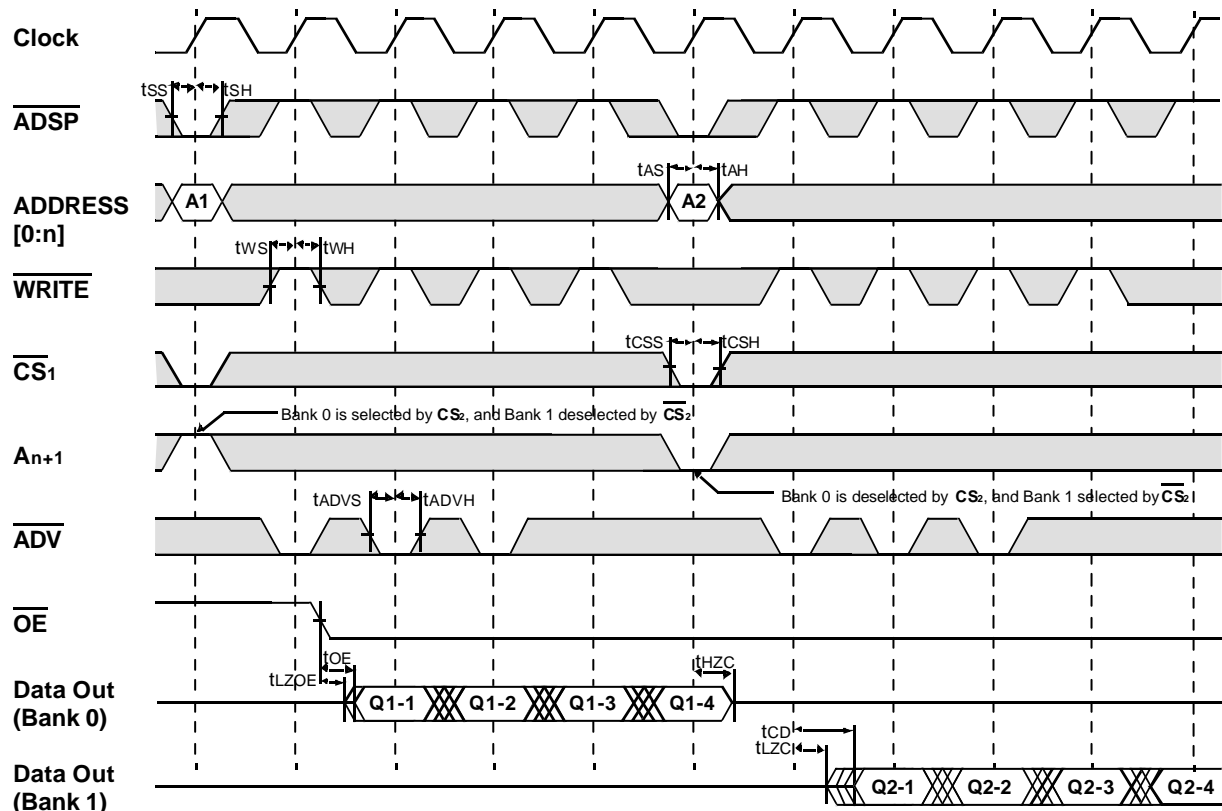 Clock
tSS tSH
ADSP
tAS tAH
ADDRESS
[0:n]
A1 A2
tWS tWH
WRITE
tCSS tCSH
CS1
Bank 0 is selected by CS2, and Bank 1 deselected by CS2
An+1
Bank 0 is deselected by CS2, and Bank 1 selected by CS2
tADVS tADVH
ADV
OE
tOE tHZC
tLZOE
Data Out
(Bank 0)
Q1-1 Q1-2 Q1-3 Q1-4
tCD
tLZC
Data Out
(Bank 1)
Q2-1 Q2-2 Q2-3 Q2-4